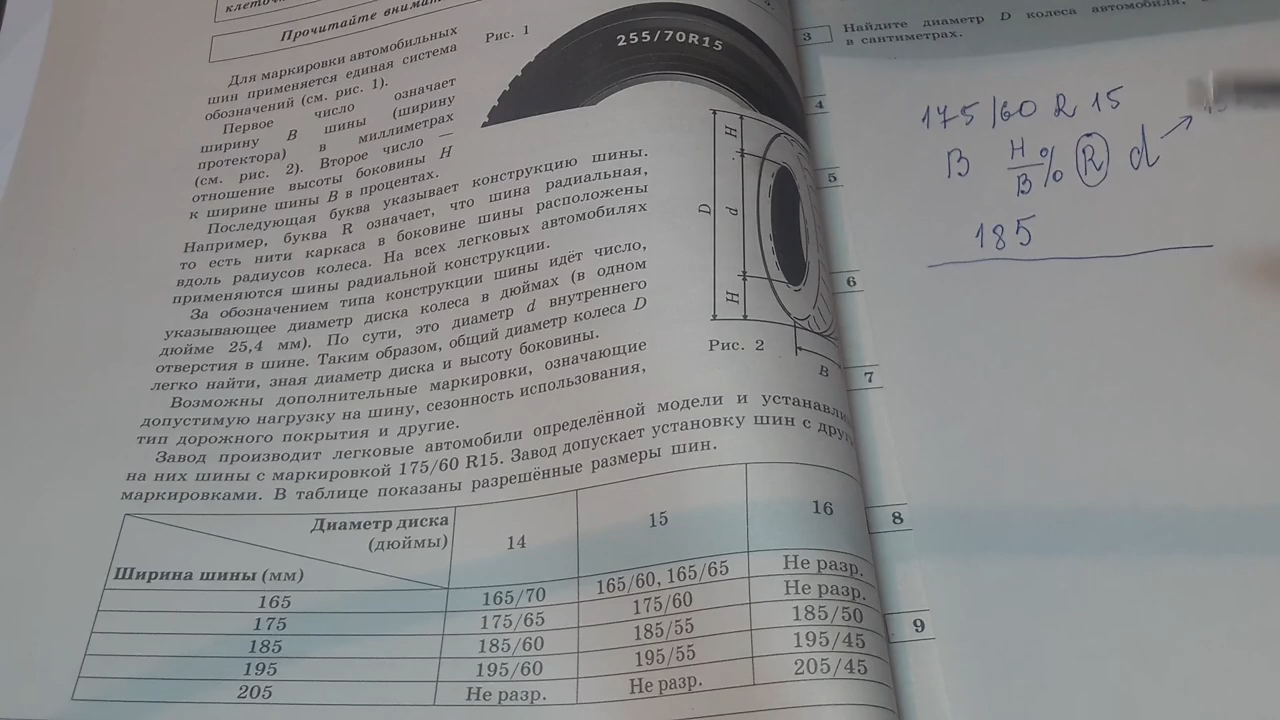 клеточ
Прочитайте внимат
Для маркировки автомобильных
шин применяется единая система
обозначений (см. рис. 1).
Первое число означает
ширину B шины (ширину
протектора) в миллиметрах
(см. рис. 2). Второе число —
отношение высоты боковины H
к ширине шины B в процентах.
Последующая буква указывает конструкцию шины.
Например, буква R означает, что шина радиальная,
то есть нити каркаса в боковине шины расположены
вдоль радиусов колеса. На всех легковых автомобилях
применяются шины радиальной конструкции.
За обозначением типа конструкции шины идёт число,
указывающее диаметр диска колеса в дюймах (в одном
дюйме 25,4 мм). По сути, это диаметр d внутреннего
отверстия в шине. Таким образом, общий диаметр колеса D
легко найти, зная диаметр диска и высоту боковины.
Возможны дополнительные маркировки, означающие
допустимую нагрузку на шину, сезонность использования,
тип дорожного покрытия и другие.
Завод производит легковые автомобили определённой модели и устанавли
на них шины с маркировкой 175/60 R15. Завод допускает установку шин с друг
маркировками. В таблице показаны разрешённые размеры шин.
Рис. 1
255/70R15
H
D
d
H
Рис. 2
B
Диаметр диска
(дюймы)
Ширина шины (мм)
14
15
16
165
165/70
165/60, 165/65
Не разр.
175
175/65
175/60
Не разр.
185
185/60
185/55
185/50
195
195/60
195/55
195/45
205
Не разр.
Не разр.
205/45
3
Найдите диаметр D колеса автомобиля,
в сантиметрах.
4
5
6
7
8
9
175/60 R 15
B H/B % R d
185